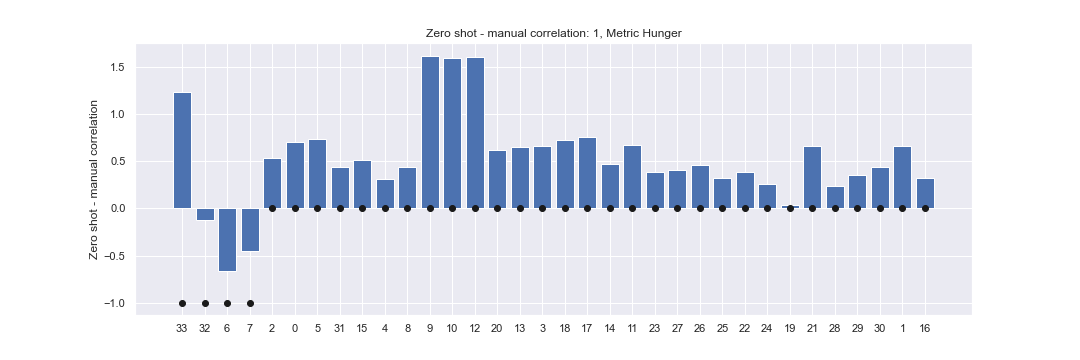 Zero shot - manual correlation: 1, Metric Hunger
Zero shot - manual correlation
1.5
1.0
0.5
0.0
−0.5
−1.0
33 32 6 7 2 0 5 31 15 4 8 9 10 12 20 13 3 18 17 14 11 23 27 26 25 22 24 19 21 28 29 30 1 16